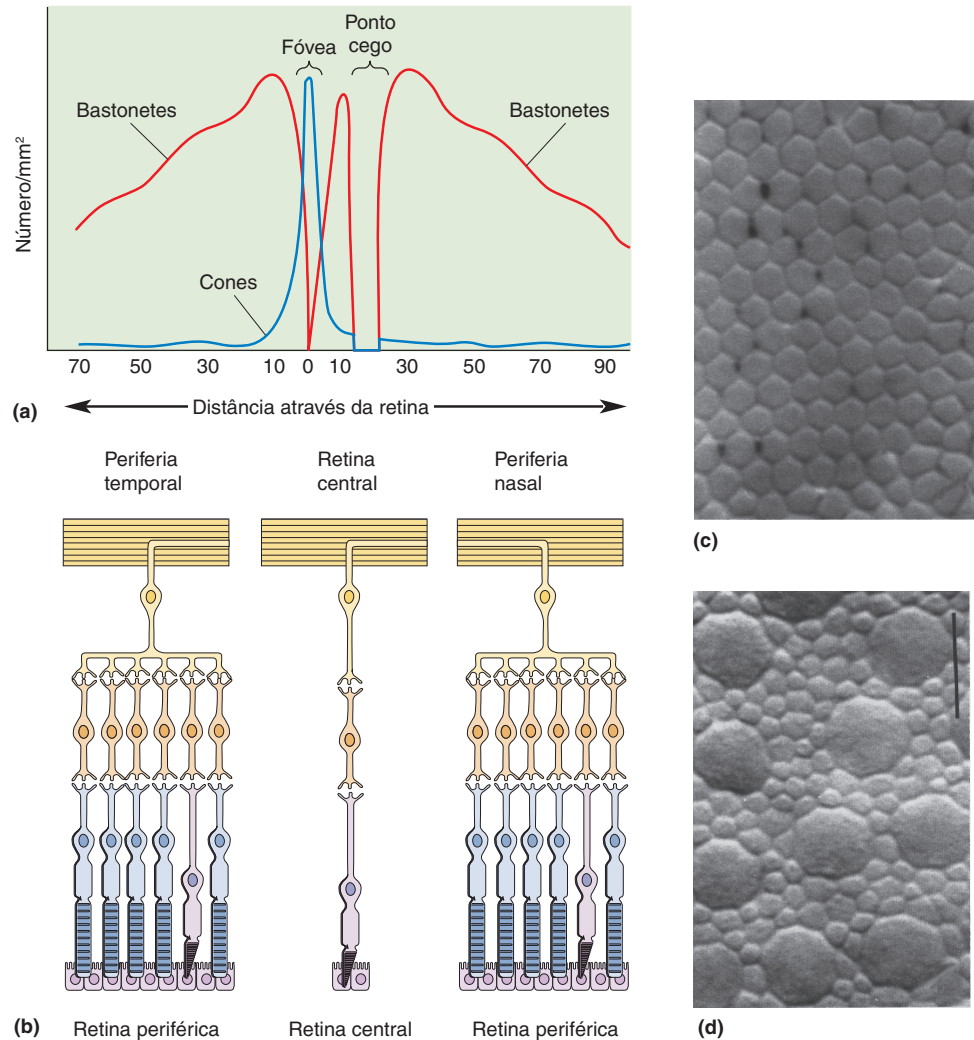 Fóvea
Ponto
cego
Bastonetes
Bastonetes
Cones
Número/mm²
70 50 30 10 0 10 30 50 70 90
(a)
Distância através da retina
Periferia
temporal
Retina
central
Periferia
nasal
(b)
Retina periférica
Retina central
Retina periférica
(c)
(d)